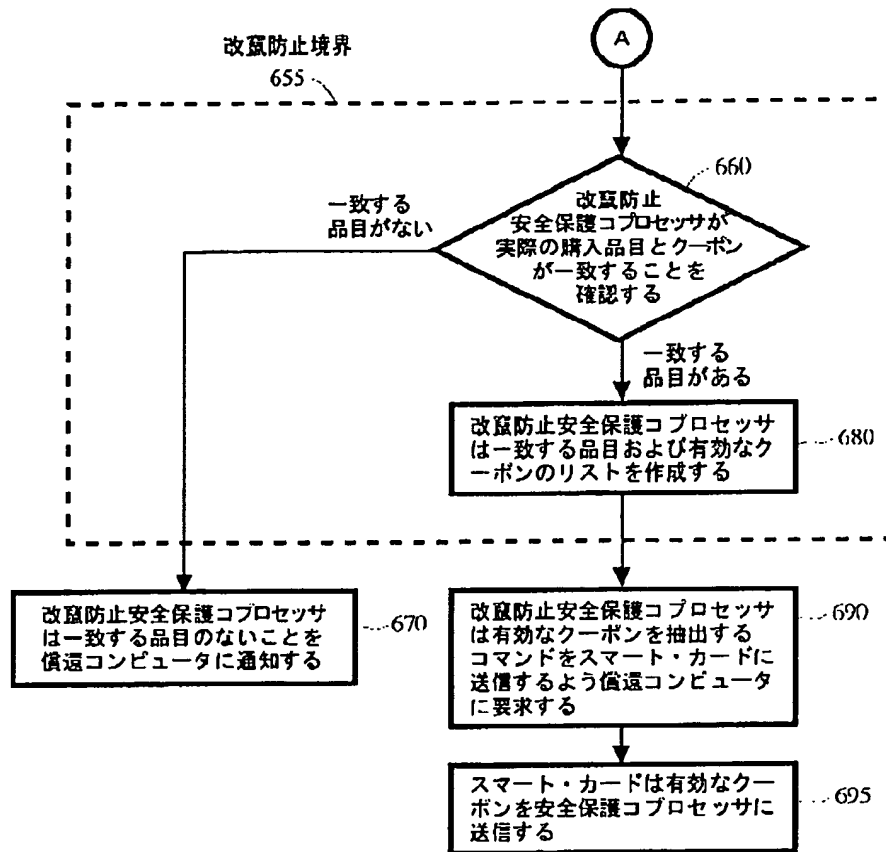 A
改竄防止境界
655
660
改竄防止
安全保護コプロセッサが
実際の購入品目とクーポン
が一致することを
確認する
一致する
品目がない
一致する
品目がある
改竄防止安全保護コプロセッサ
は一致する品目および有効なク
ーポンのリストを作成する
680
改竄防止安全保護コプロセッサ
は一致する品目のないことを
償還コンピュータに通知する
670
改竄防止安全保護コプロセッサ
は有効なクーポンを抽出する
コマンドをスマート・カードに
送信するよう償還コンピュータ
に要求する
690
スマート・カードは有効なクー
ポンを安全保護コプロセッサに
送信する
695